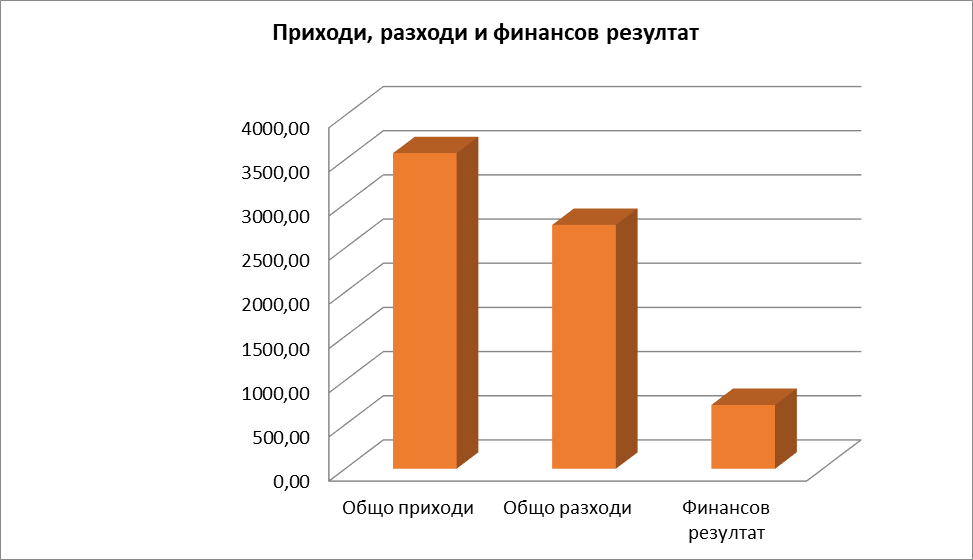 Приходи, разходи и финансов резултат
4000,00
3500,00
3000,00
2500,00
2000,00
1500,00
1000,00
500,00
0,00
Общо приходи
Общо разходи
Финансов
резултат